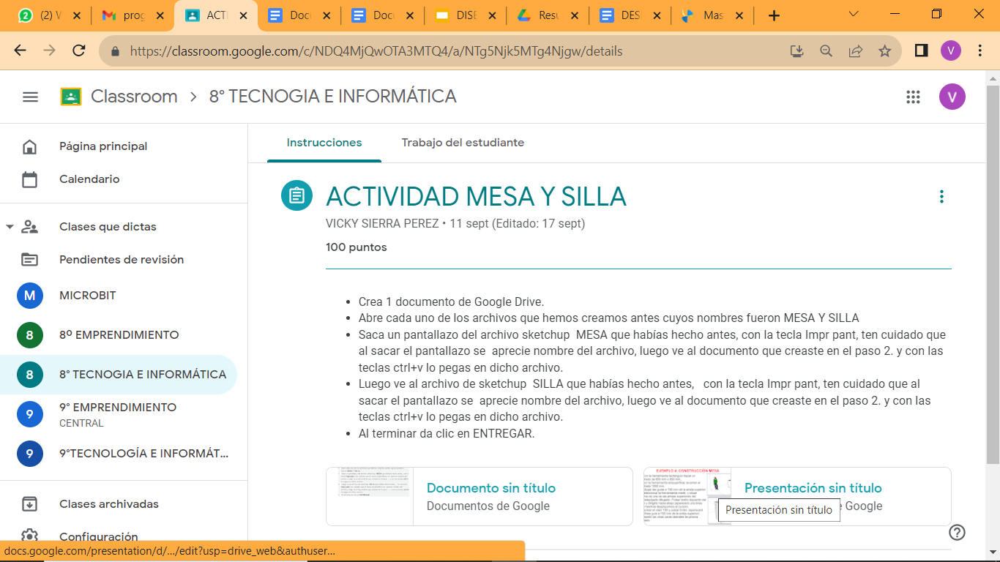 (2) W
prog
ACTI
Docu
Docu
DISE
Resu
DES
Mas
https://classroom.google.com/c/NDQ4MjQwOTA3MTQ4/a/NTg5Njk5MTg4Njgw/details
V
Classroom > 8° TECNOGIA E INFORMÁTICA
V
Página principal
Calendario
Clases que dictas
Pendientes de revisión
M MICROBIT
8 8º EMPRENDIMIENTO
8 8° TECNOGIA E INFORMÁTICA
9 9° EMPRENDIMIENTO
CENTRAL
9 9°TECNOLOGÍA E INFORMÁT...
Clases archivadas
Configuración
Instrucciones
Trabajo del estudiante
ACTIVIDAD MESA Y SILLA
VICKY SIERRA PEREZ • 11 sept (Editado: 17 sept)
100 puntos
• Crea 1 documento de Google Drive.
• Abre cada uno de los archivos que hemos creamos antes cuyos nombres fueron MESA Y SILLA
• Saca un pantallazo del archivo sketchup  MESA que habías hecho antes, con la tecla Impr pant, ten cuidado que
al sacar el pantallazo se  aprecie nombre del archivo, luego ve al documento que creaste en el paso 2. y con las
teclas ctrl+v lo pegas en dicho archivo.
• Luego ve al archivo de sketchup  SILLA que habías hecho antes,   con la tecla Impr pant, ten cuidado que al
sacar el pantallazo se  aprecie nombre del archivo, luego ve al documento que creaste en el paso 2. y con las
teclas ctrl+v lo pegas en dicho archivo.
• Al terminar da clic en ENTREGAR.
Documento sin título
Documentos de Google
EJEMPLO 4. CONSTRUCCIÓN MESA
Presentación sin título
Google
Presentación sin título
docs.google.com/presentation/d/.../edit?usp=drive_web&authuser...